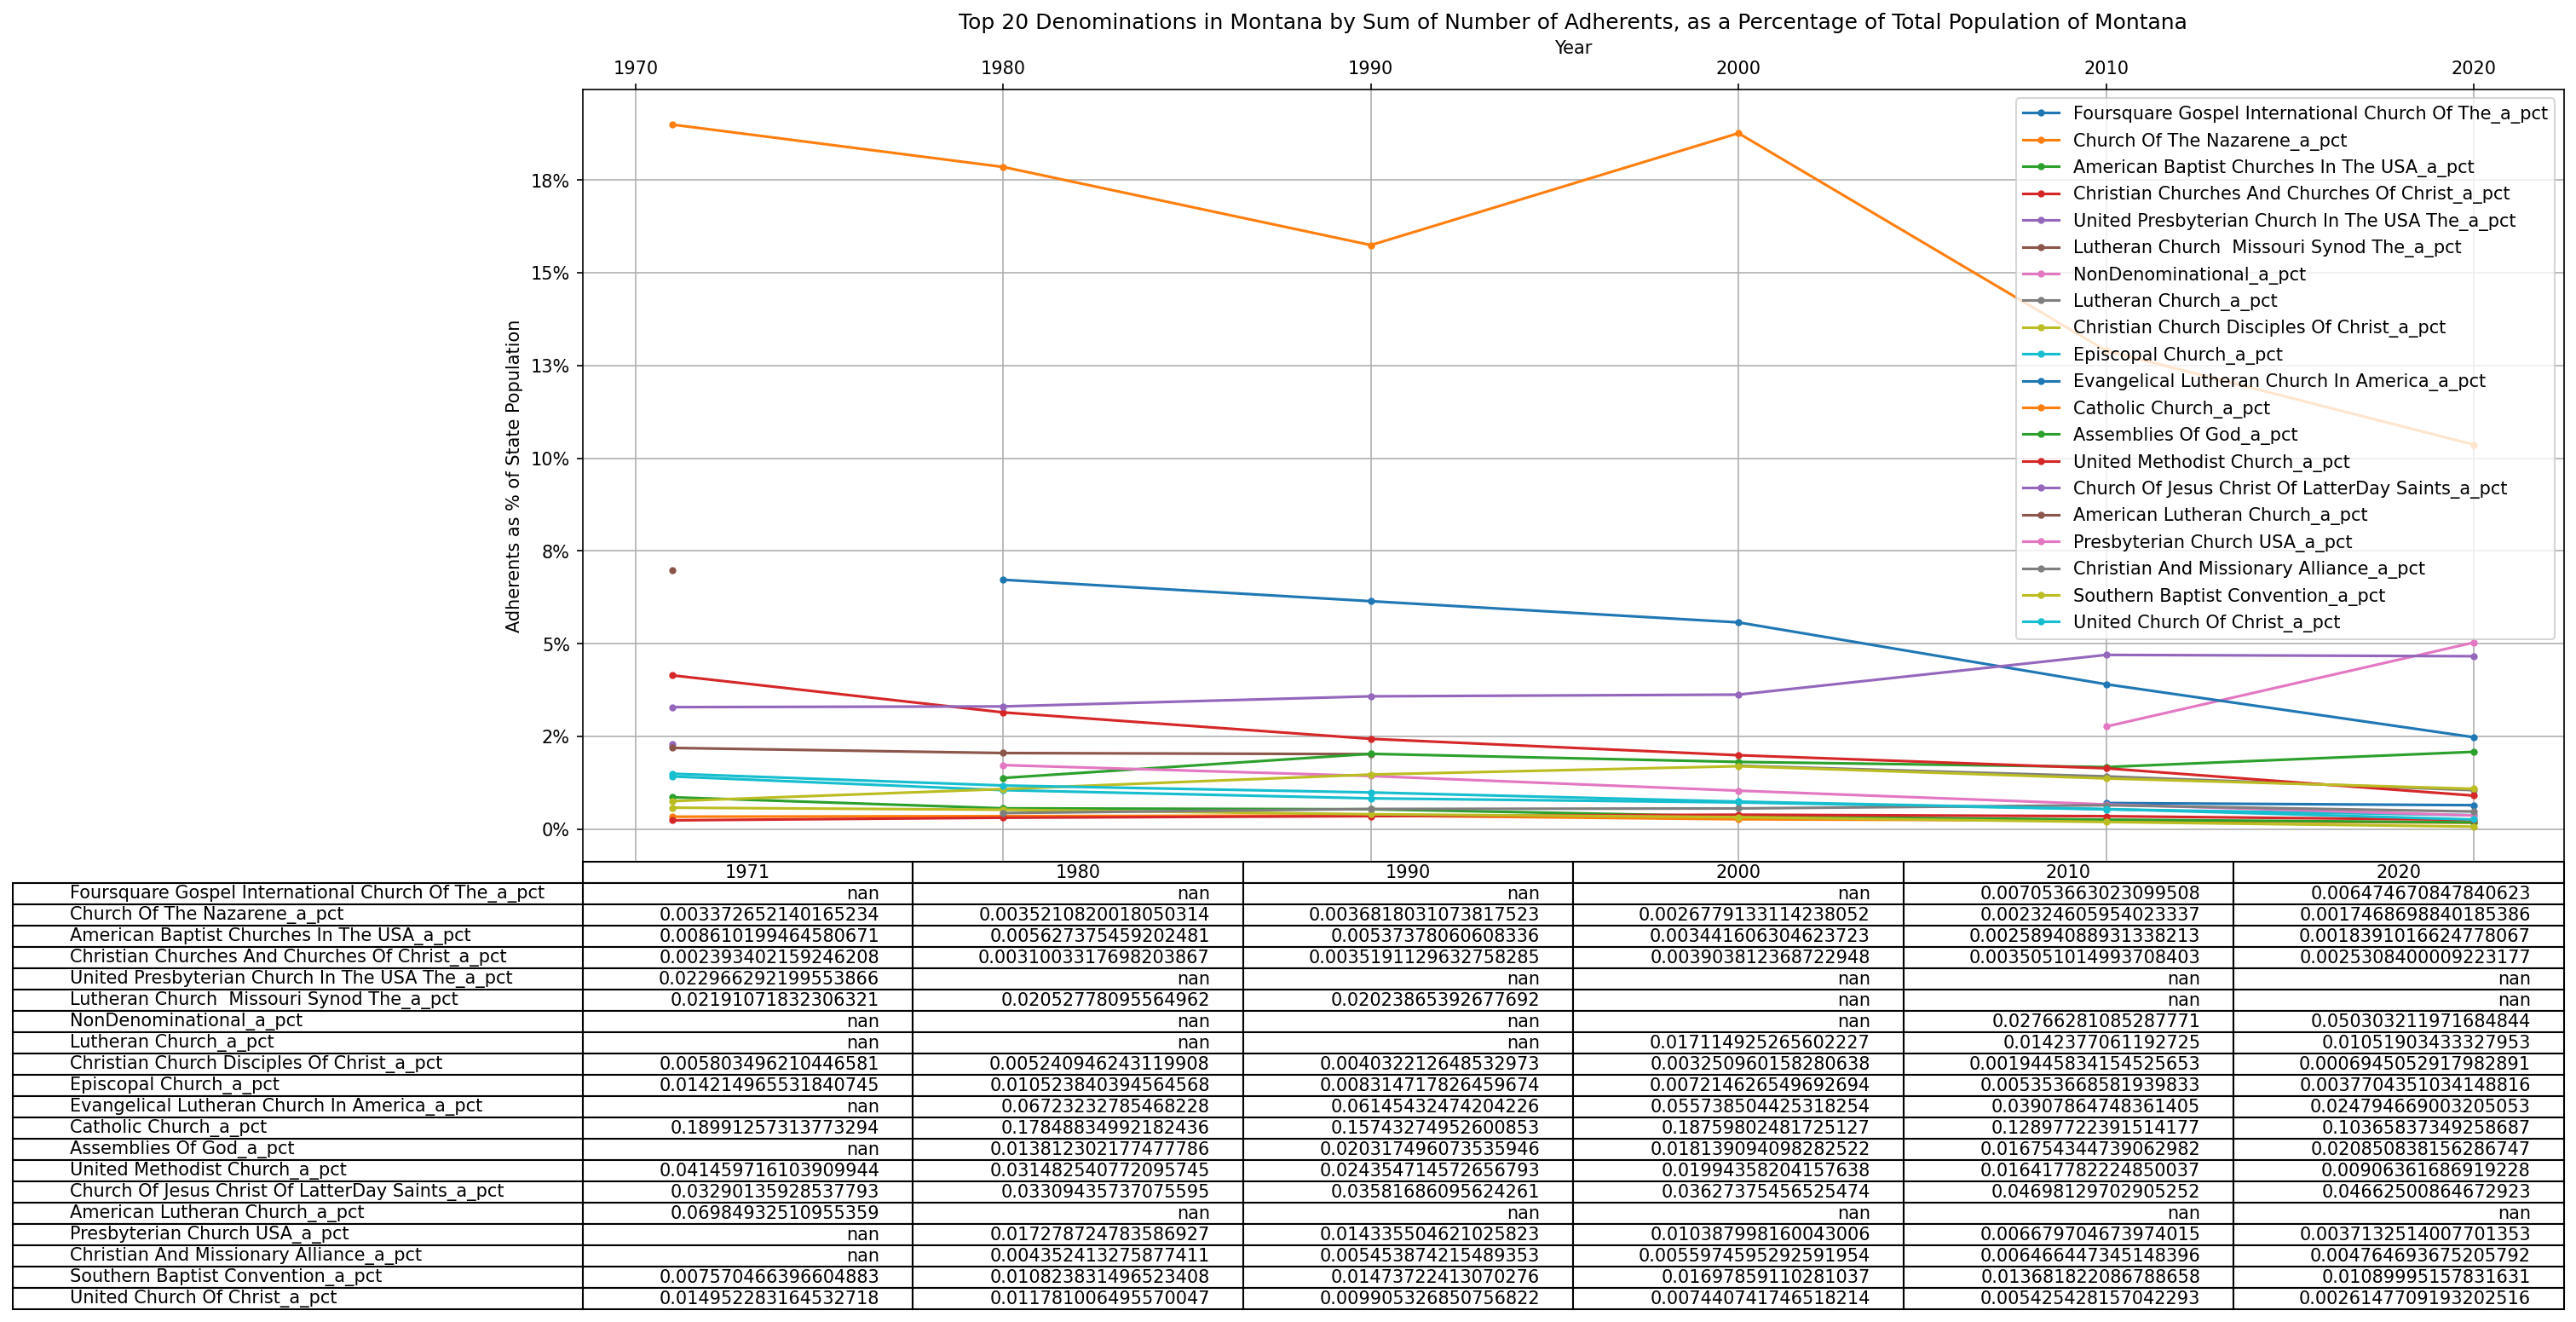 Top 20 Denominations in Montana by Sum of Number of Adherents, as a Percentage of Total Population of Montana
Year
1970 1980 1990 2000 2010 2020
Adherents as % of State Population
18%
15%
13%
10%
8%
5%
2%
0%
Foursquare Gospel International Church Of The_a_pct
Church Of The Nazarene_a_pct
American Baptist Churches In The USA_a_pct
Christian Churches And Churches Of Christ_a_pct
United Presbyterian Church In The USA The_a_pct
Lutheran Church  Missouri Synod The_a_pct
NonDenominational_a_pct
Lutheran Church_a_pct
Christian Church Disciples Of Christ_a_pct
Episcopal Church_a_pct
Evangelical Lutheran Church In America_a_pct
Catholic Church_a_pct
Assemblies Of God_a_pct
United Methodist Church_a_pct
Church Of Jesus Christ Of LatterDay Saints_a_pct
American Lutheran Church_a_pct
Presbyterian Church USA_a_pct
Christian And Missionary Alliance_a_pct
Southern Baptist Convention_a_pct
United Church Of Christ_a_pct
1971 1980 1990 2000 2010 2020
Foursquare Gospel International Church Of The_a_pct nan nan nan nan 0.007053663023099508 0.006474670847840623
Church Of The Nazarene_a_pct 0.003372652140165234 0.0035210820018050314 0.0036818031073817523 0.0026779133114238052 0.002324605954023337 0.0017468698840185386
American Baptist Churches In The USA_a_pct 0.008610199464580671 0.005627375459202481 0.00537378060608336 0.003441606304623723 0.0025894088931338213 0.0018391016624778067
Christian Churches And Churches Of Christ_a_pct 0.002393402159246208 0.0031003317698203867 0.0035191129632758285 0.003903812368722948 0.0035051014993708403 0.0025308400009223177
United Presbyterian Church In The USA The_a_pct 0.022966292199553866 nan nan nan nan nan
Lutheran Church  Missouri Synod The_a_pct 0.02191071832306321 0.02052778095564962 0.02023865392677692 nan nan nan
NonDenominational_a_pct nan nan nan nan 0.02766281085287771 0.050303211971684844
Lutheran Church_a_pct nan nan nan 0.017114925265602227 0.0142377061192725 0.01051903433327953
Christian Church Disciples Of Christ_a_pct 0.005803496210446581 0.005240946243119908 0.004032212648532973 0.003250960158280638 0.0019445834154525653 0.0006945052917982891
Episcopal Church_a_pct 0.014214965531840745 0.010523840394564568 0.008314717826459674 0.007214626549692694 0.005353668581939833 0.0037704351034148816
Evangelical Lutheran Church In America_a_pct nan 0.06723232785468228 0.06145432474204226 0.055738504425318254 0.03907864748361405 0.024794669003205053
Catholic Church_a_pct 0.18991257313773294 0.17848834992182436 0.15743274952600853 0.18759802481725127 0.12897722391514177 0.10365837349258687
Assemblies Of God_a_pct nan 0.013812302177477786 0.020317496073535946 0.018139094098282522 0.016754344739062982 0.020850838156286747
United Methodist Church_a_pct 0.041459716103909944 0.031482540772095745 0.024354714572656793 0.01994358204157638 0.016417782224850037 0.00906361686919228
Church Of Jesus Christ Of LatterDay Saints_a_pct 0.03290135928537793 0.03309435737075595 0.03581686095624261 0.03627375456525474 0.04698129702905252 0.04662500864672923
American Lutheran Church_a_pct 0.06984932510955359 nan nan nan nan nan
Presbyterian Church USA_a_pct nan 0.017278724783586927 0.014335504621025823 0.010387998160043006 0.006679704673974015 0.0037132514007701353
Christian And Missionary Alliance_a_pct nan 0.004352413275877411 0.005453874215489353 0.0055974595292591954 0.006466447345148396 0.004764693675205792
Southern Baptist Convention_a_pct 0.007570466396604883 0.010823831496523408 0.01473722413070276 0.01697859110281037 0.013681822086788658 0.01089995157831631
United Church Of Christ_a_pct 0.014952283164532718 0.011781006495570047 0.009905326850756822 0.007440741746518214 0.005425428157042293 0.0026147709193202516